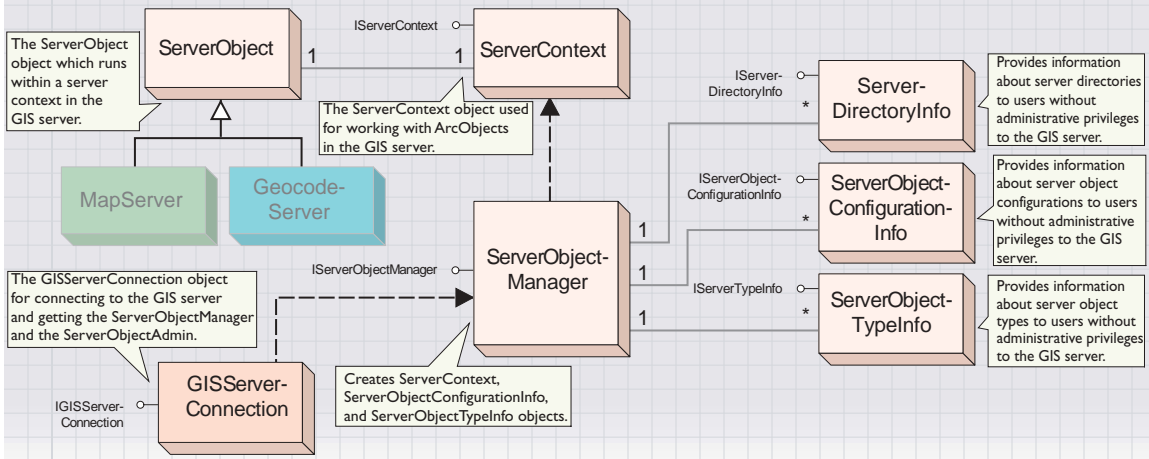 The ServerObject
object which runs
within a server
context in the
GIS server.
ServerObject
1
1
IServerContext
ServerContext
The ServerContext object used
for working with ArcObjects
in the GIS server.
MapServer
Geocode-
Server
IServer-
DirectoryInfo
*
Server-
DirectoryInfo
Provides information
about server directories
to users without
administrative privileges
to the GIS server.
IServerObject-
ConfigurationInfo
*
ServerObject-
Configuration-
Info
Provides information
about server object
configurations to users
without administrative
privileges to the GIS
server.
IServerObjectManager
ServerObject-
Manager
1
1
1
IServerTypeInfo
*
ServerObject-
TypeInfo
Provides information
about server object
types to users without
administrative privileges
to the GIS server.
The GISServerConnection object
for connecting to the GIS server
and getting the ServerObjectManager
and the ServerObjectAdmin.
IGISServer-
Connection
GISServer-
Connection
Creates ServerContext,
ServerObjectConfigurationInfo,
and ServerObjectTypeInfo objects.